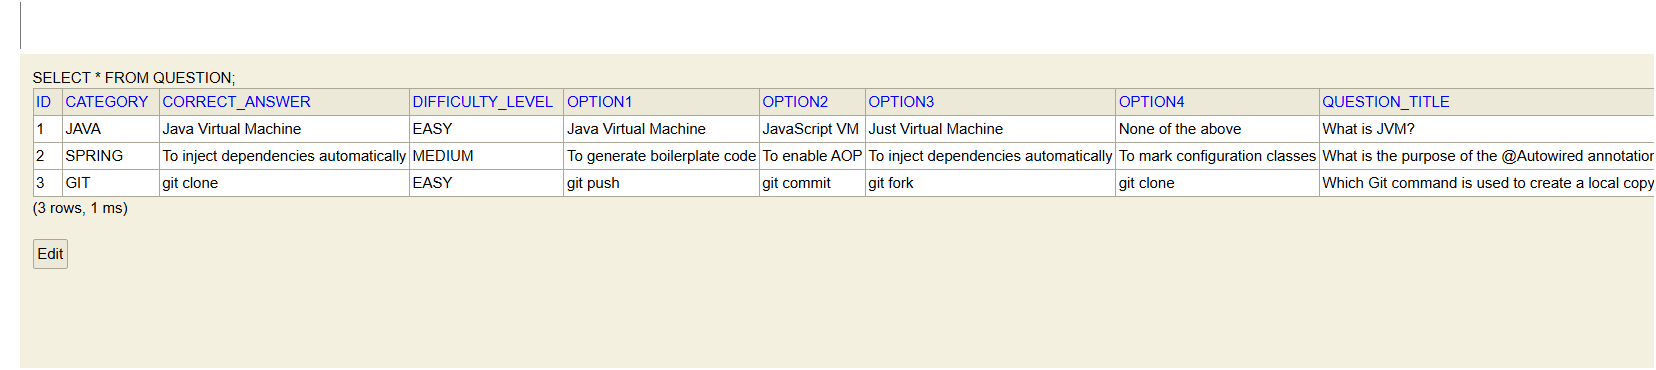 SELECT * FROM QUESTION;
ID CATEGORY CORRECT_ANSWER DIFFICULTY_LEVEL OPTION1 OPTION2 OPTION3 OPTION4 QUESTION_TITLE
1 JAVA Java Virtual Machine EASY Java Virtual Machine JavaScript VM Just Virtual Machine None of the above What is JVM?
2 SPRING To inject dependencies automatically MEDIUM To generate boilerplate code To enable AOP To inject dependencies automatically To mark configuration classes What is the purpose of the @Autowired
3 GIT git clone EASY git push git commit git fork git clone Which Git command is used to create a local copy
(3 rows, 1 ms)
Edit